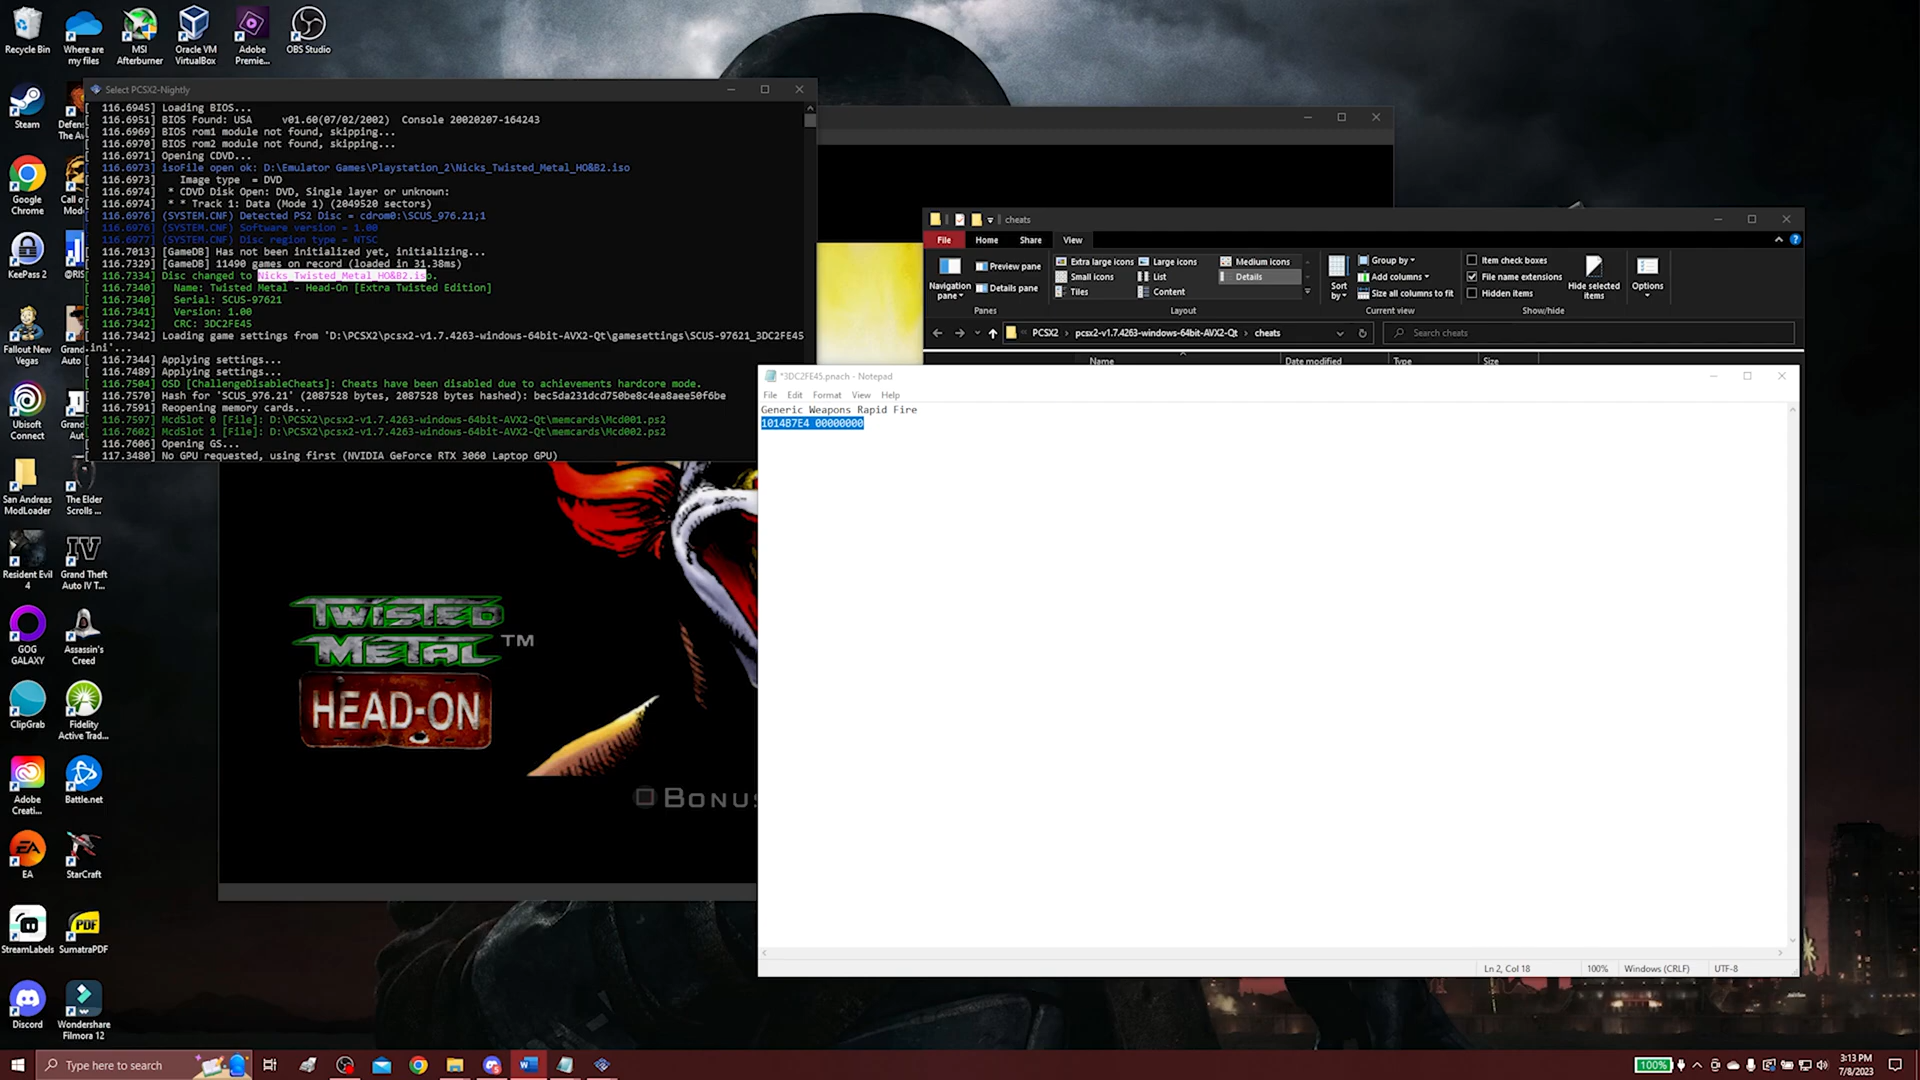 Recycle Bin
Where are my files
MSI Afterburner
Oracle VM VirtualBox
Adobe Premie...
OBS Studio
Steam
Google Chrome
KeePass 2
Fallout New Vegas
Ubisoft Connect
San Andreas ModLoader
The Elder Scrolls ...
Resident Evil 4
Grand Theft Auto IV T...
GOG GALAXY
Assassin's Creed
ClipGrab
Fidelity Active Trad...
Adobe Creati...
Battle.net
EA
StarCraft
StreamLabels
SumatraPDF
Discord
Wondershare Filmora 12
Select PCSX2-Nightly
[ 116.6945] Loading BIOS...
[ 116.6951] BIOS Found: USA v01.60(07/02/2002) Console 20020207-164243
[ 116.6969] BIOS rom1 module not found, skipping...
[ 116.6970] BIOS rom2 module not found, skipping...
[ 116.6971] Opening CDVD...
[ 116.6973] isoFile open ok: D:\Emulator Games\Playstation_2\Nicks_Twisted_Metal_HO&B2.iso
[ 116.6973] Image type = DVD
[ 116.6974] * CDVD Disk Open: DVD, Single layer or unknown:
[ 116.6974] * * Track 1: Data (Mode 1) (2049520 sectors)
[ 116.6976] (SYSTEM.CNF) Detected PS2 Disc = cdrom0:\SCUS_976.21;1
[ 116.6976] (SYSTEM.CNF) Software version = 1.00
[ 116.6977] (SYSTEM.CNF) Disc region type = NTSC
[ 116.7013] [GameDB] Has not been initialized yet, initializing...
[ 116.7329] [GameDB] 11490 games on record (loaded in 31.38ms)
[ 116.7334] Disc changed to Nicks_Twisted_Metal_HO&B2.iso.
[ 116.7340] Name: Twisted Metal - Head-On [Extra Twisted Edition]
[ 116.7340] Serial: SCUS-97621
[ 116.7341] Version: 1.00
[ 116.7342] CRC: 3DC2FE45
[ 116.7342] Loading game settings from 'D:\PCSX2\pcsx2-v1.7.4263-windows-64bit-AVX2-Qt\gamesettings\SCUS-97621_3DC2FE45
.ini'...
[ 116.7344] Applying settings...
[ 116.7489] Applying settings...
[ 116.7504] OSD [ChallengeDisableCheats]: Cheats have been disabled due to achievements hardcore mode.
[ 116.7570] Hash for 'SCUS_976.21' (2087528 bytes, 2087528 bytes hashed): bec5da231dcd750be8c4ea8aee50f6be
[ 116.7591] Reopening memory cards...
[ 116.7597] McdSlot 0 [File]: D:\PCSX2\pcsx2-v1.7.4263-windows-64bit-AVX2-Qt\memcards\Mcd001.ps2
[ 116.7602] McdSlot 1 [File]: D:\PCSX2\pcsx2-v1.7.4263-windows-64bit-AVX2-Qt\memcards\Mcd002.ps2
[ 116.7606] Opening GS...
[ 117.3480] No GPU requested, using first (NVIDIA GeForce RTX 3060 Laptop GPU)
TWISTED
METAL ™
HEAD-ON
BONUS
cheats
File Home Share View
Navigation pane
Preview pane
Details pane
Panes
Extra large icons Large icons Medium icons
Small icons List Details
Tiles Content
Layout
Sort by
Group by
Add columns
Size all columns to fit
Current view
Item check boxes
File name extensions
Hidden items
Hide selected items
Show/hide
Options
PCSX2 pcsx2-v1.7.4263-windows-64bit-AVX2-Qt cheats
Search cheats
Name Date modified Type Size
*3DC2FE45.pnach - Notepad
File Edit Format View Help
Generic Weapons Rapid Fire
1014B7E4 00000000
Ln 2, Col 18 100% Windows (CRLF) UTF-8
Type here to search
100%
3:13 PM
7/8/2023